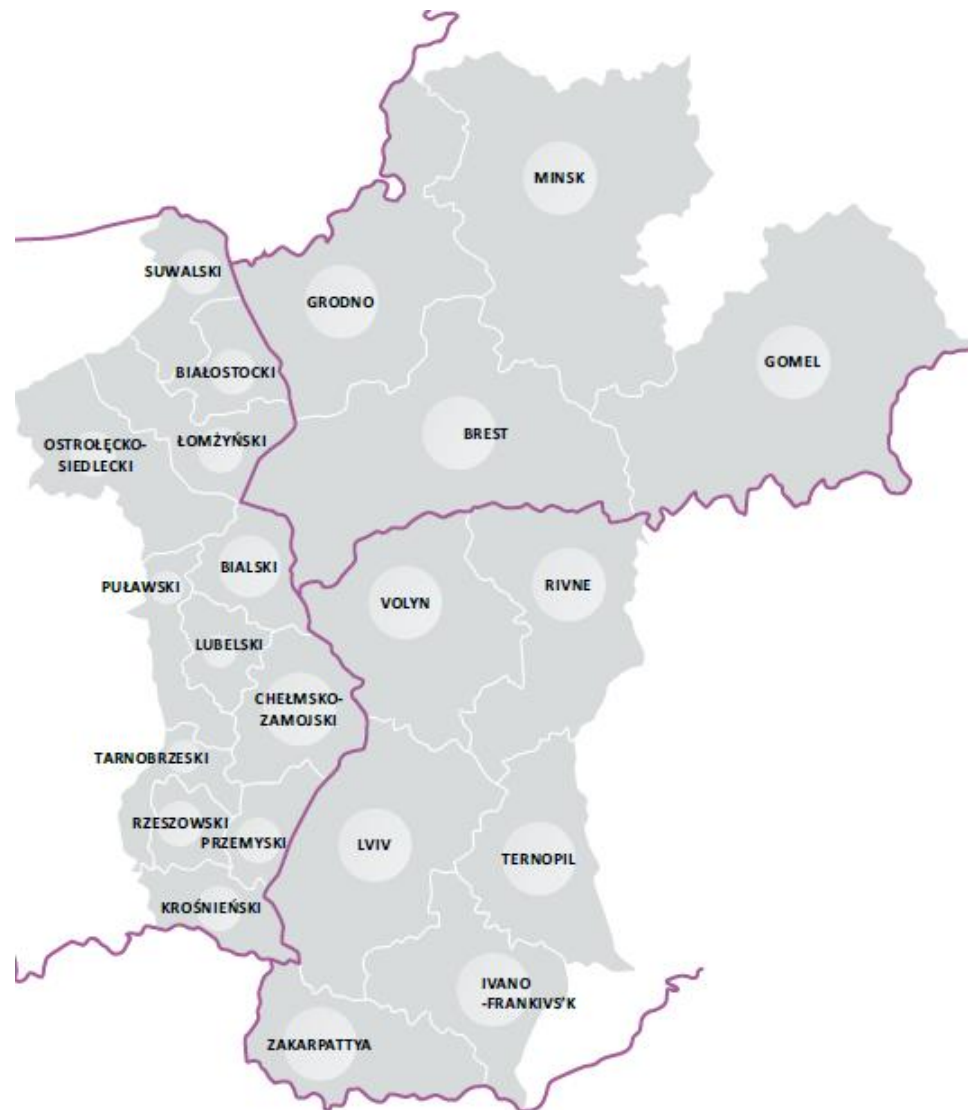 MINSK
SUWALSKI
GRODNO
GOMEL
BIAŁOSTOCKI
BREST
OSTROŁĘCKO-
SIEDLECKI
ŁOMŻYŃSKI
BIALSKI
PUŁAWSKI
VOLYN
RIVNE
LUBELSKI
CHEŁMSKO-
ZAMOJSKI
TARNOBRZESKI
RZESZOWSKI
PRZEMYSKI
LVIV
TERNOPIL
KROŚNIEŃSKI
IVANO
-FRANKIVS'K
ZAKARPATTYA